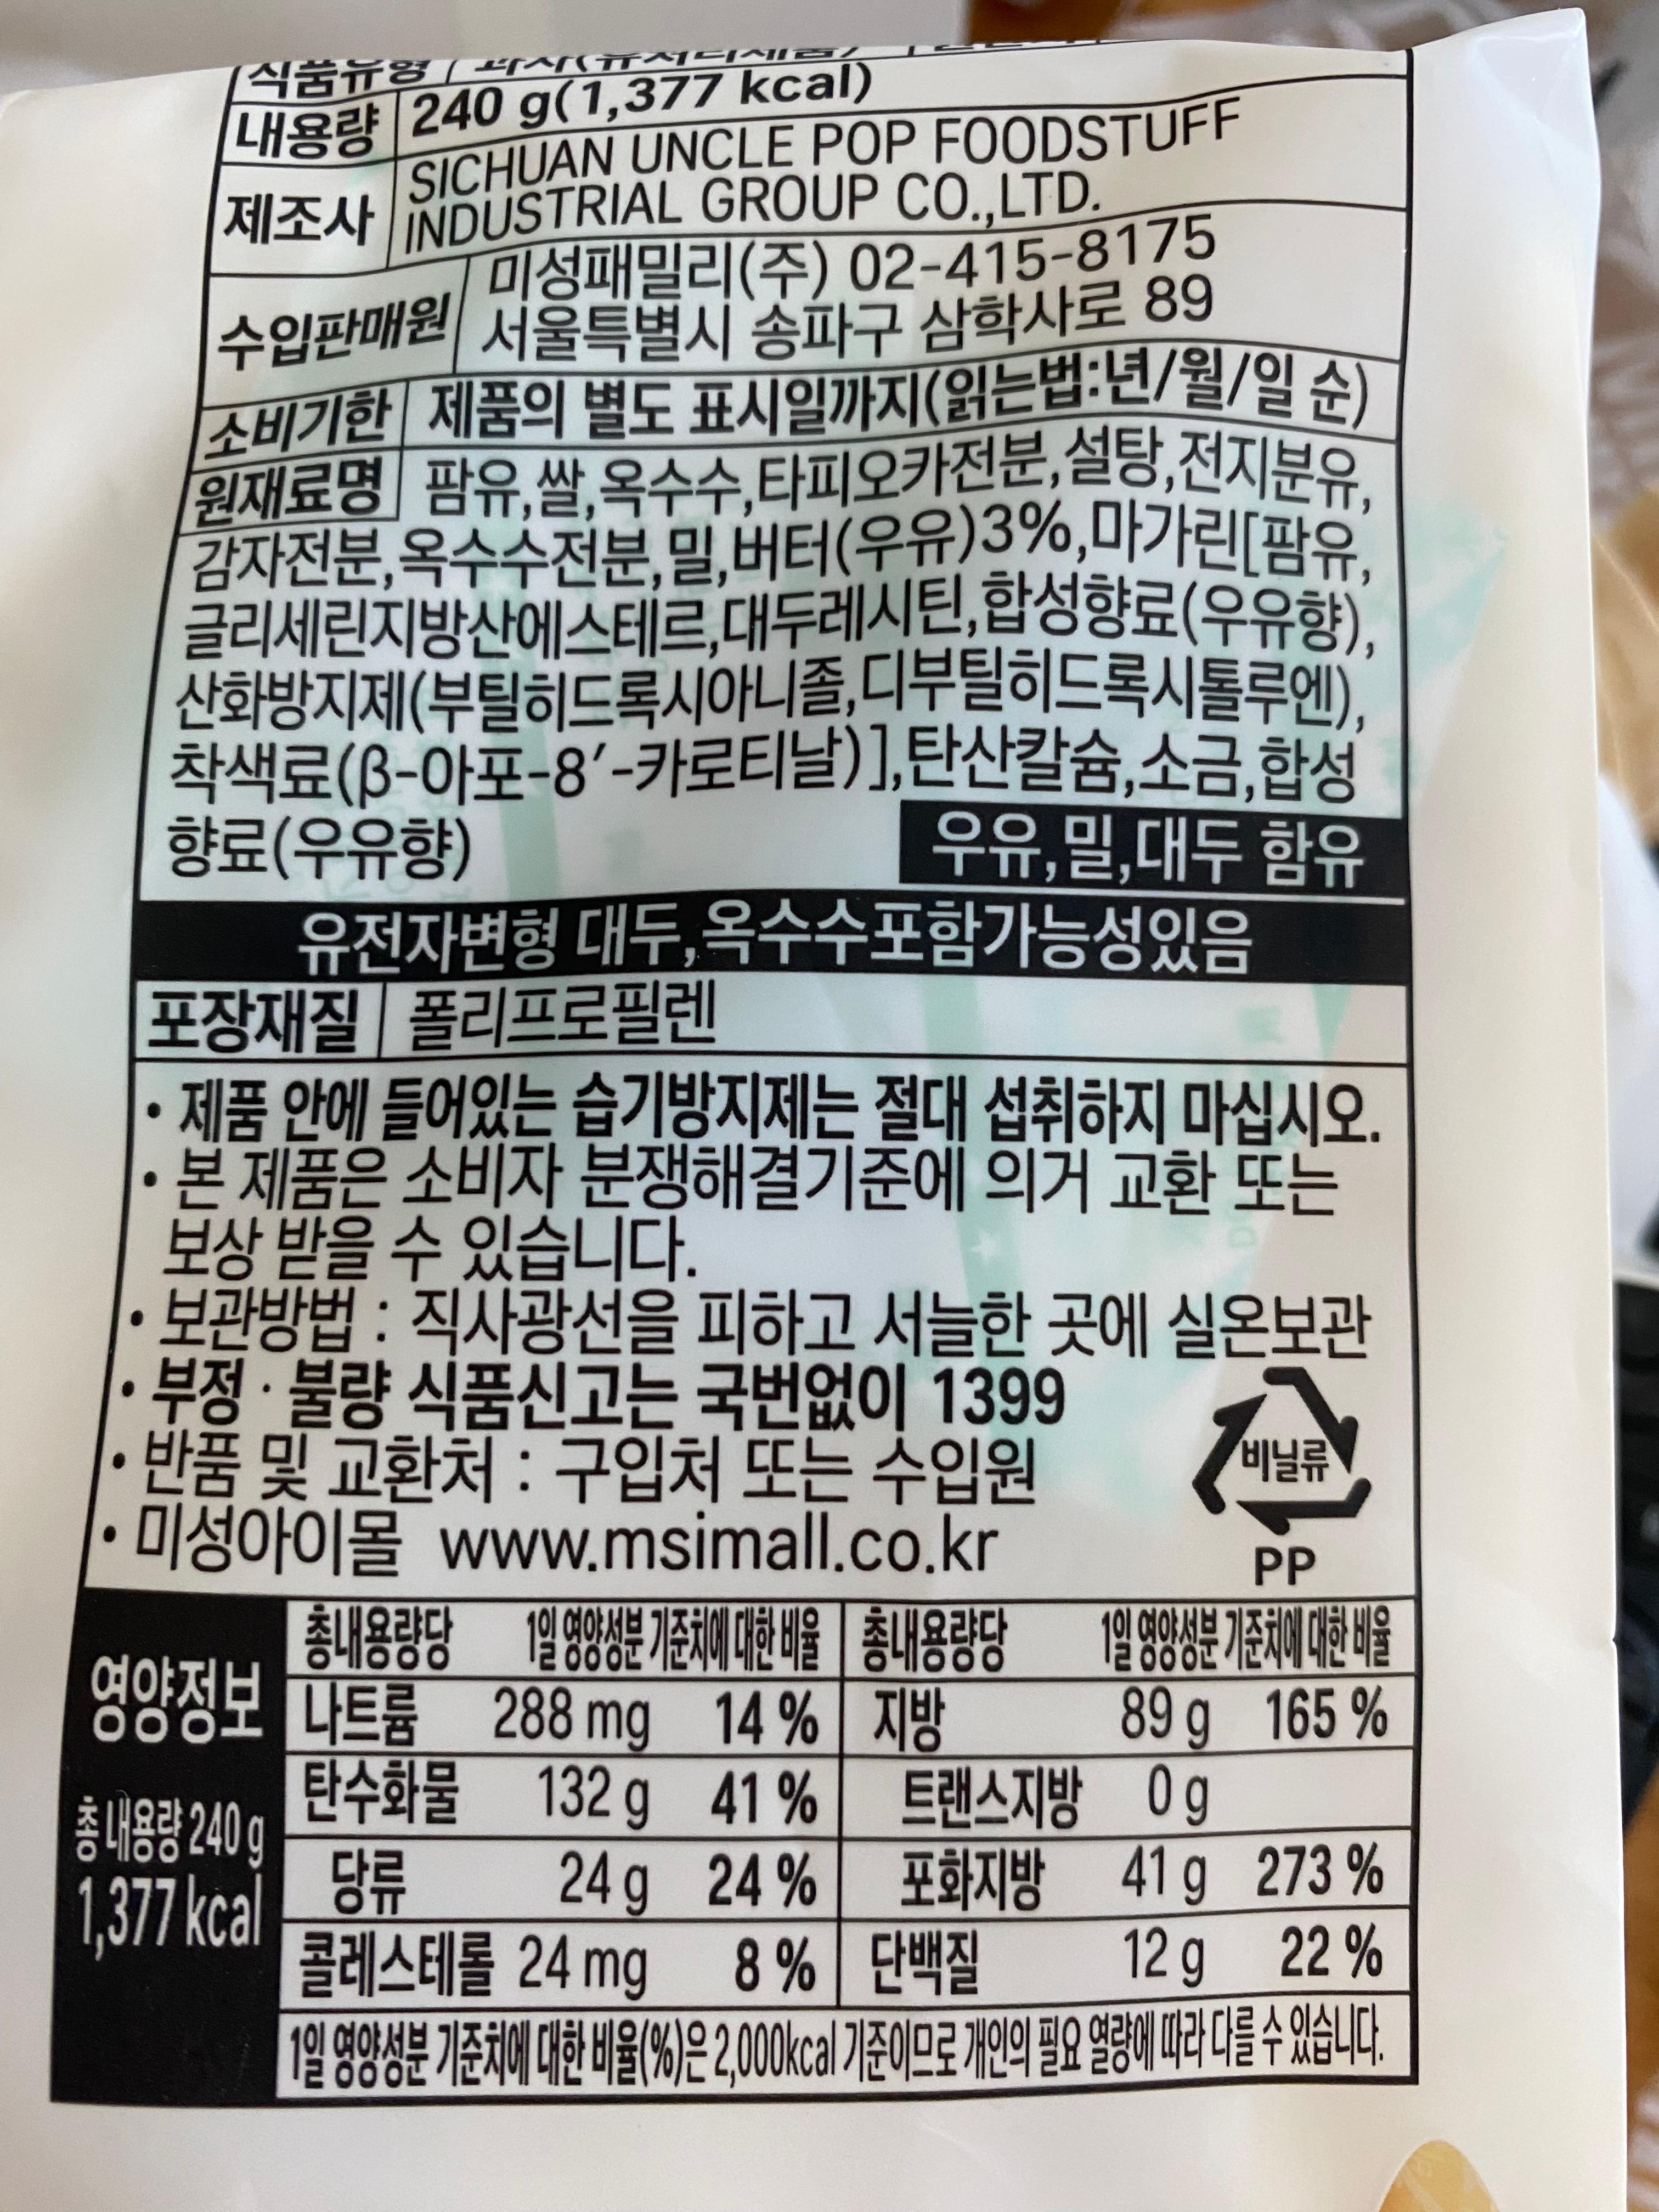 식품유형 과자(유처리제품)
내용량 240 g(1,377 kcal)
제조사 SICHUAN UNCLE POP FOODSTUFF
INDUSTRIAL GROUP CO.,LTD.
수입판매원 미성패밀리(주) 02-415-8175
서울특별시 송파구 삼학사로 89
소비기한 제품의 별도 표시일까지(읽는법:년/월/일 순)
원재료명 팜유,쌀,옥수수,타피오카전분,설탕,전지분유,
감자전분,옥수수전분,밀,버터(우유)3%,마가린[팜유,
글리세린지방산에스테르,대두레시틴,합성향료(우유향),
산화방지제(부틸히드록시아니졸,디부틸히드록시톨루엔),
착색료(β-아포-8′-카로티날)],탄산칼슘,소금,합성
향료(우유향) 우유,밀,대두 함유
유전자변형 대두,옥수수포함가능성있음
포장재질 폴리프로필렌
• 제품 안에 들어있는 습기방지제는 절대 섭취하지 마십시오.
• 본 제품은 소비자 분쟁해결기준에 의거 교환 또는
보상 받을 수 있습니다.
• 보관방법 : 직사광선을 피하고 서늘한 곳에 실온보관
• 부정 · 불량 식품신고는 국번없이 1399
• 반품 및 교환처 : 구입처 또는 수입원
• 미성아이몰 www.msimall.co.kr
비닐류
PP
영양정보
총 내용량 240 g
1,377 kcal
총내용량당 1일 영양성분 기준치에 대한 비율 총내용량당 1일 영양성분 기준치에 대한 비율
나트륨 288 mg 14 % 지방 89 g 165 %
탄수화물 132 g 41 % 트랜스지방 0 g
당류 24 g 24 % 포화지방 41 g 273 %
콜레스테롤 24 mg 8 % 단백질 12 g 22 %
1일 영양성분 기준치에 대한 비율(%)은 2,000kcal 기준이므로 개인의 필요 열량에 따라 다를 수 있습니다.